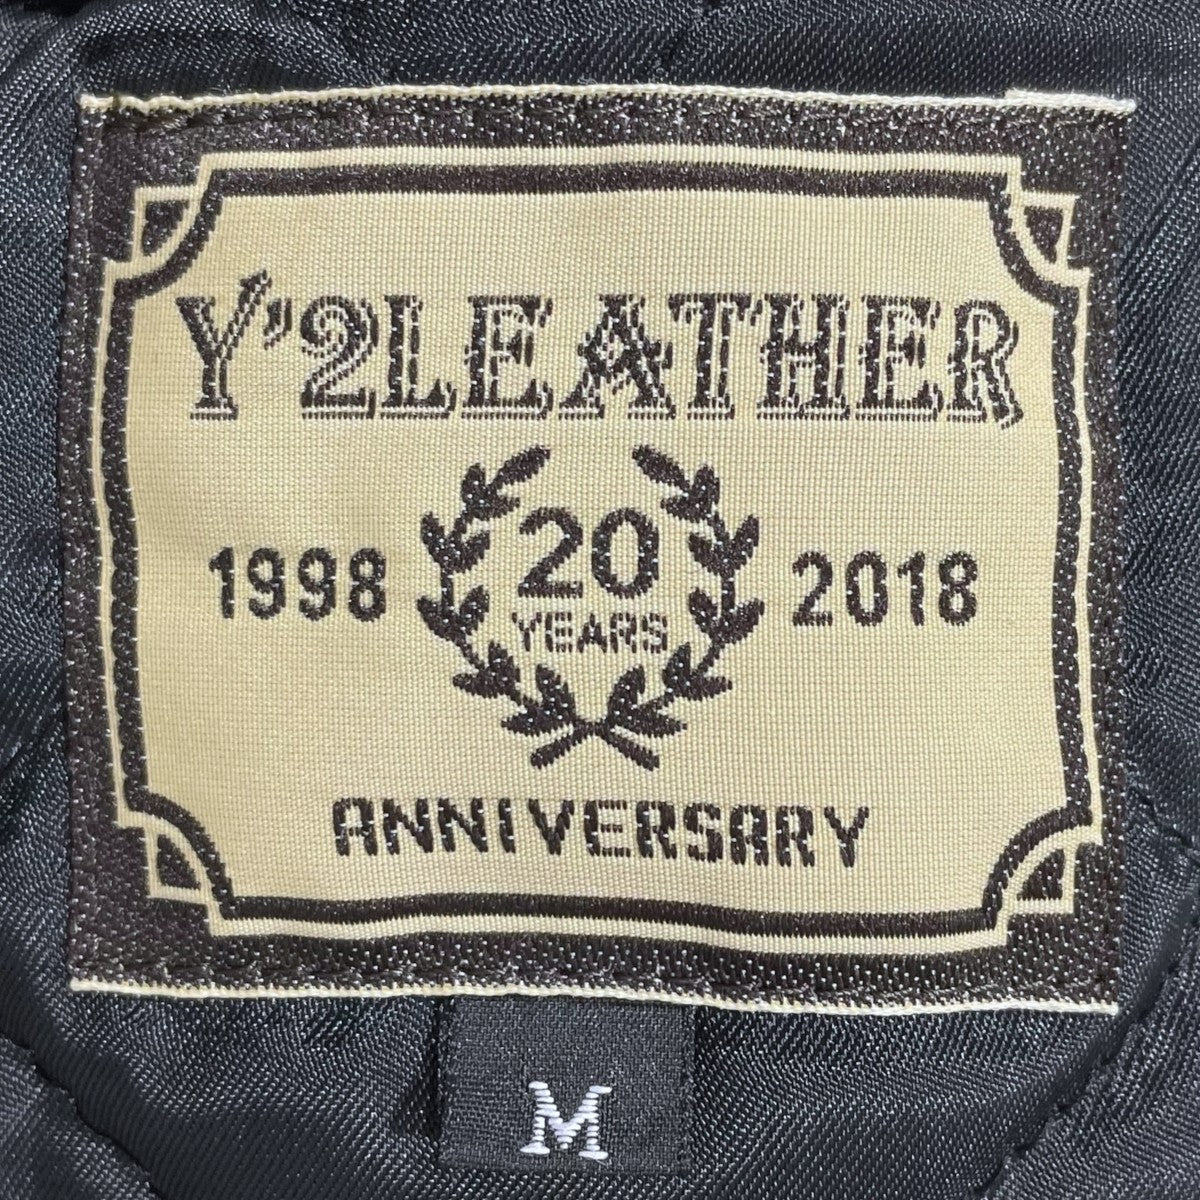 Y'2LEATHER
1998 20 YEARS 2018
ANNIVERSARY
M